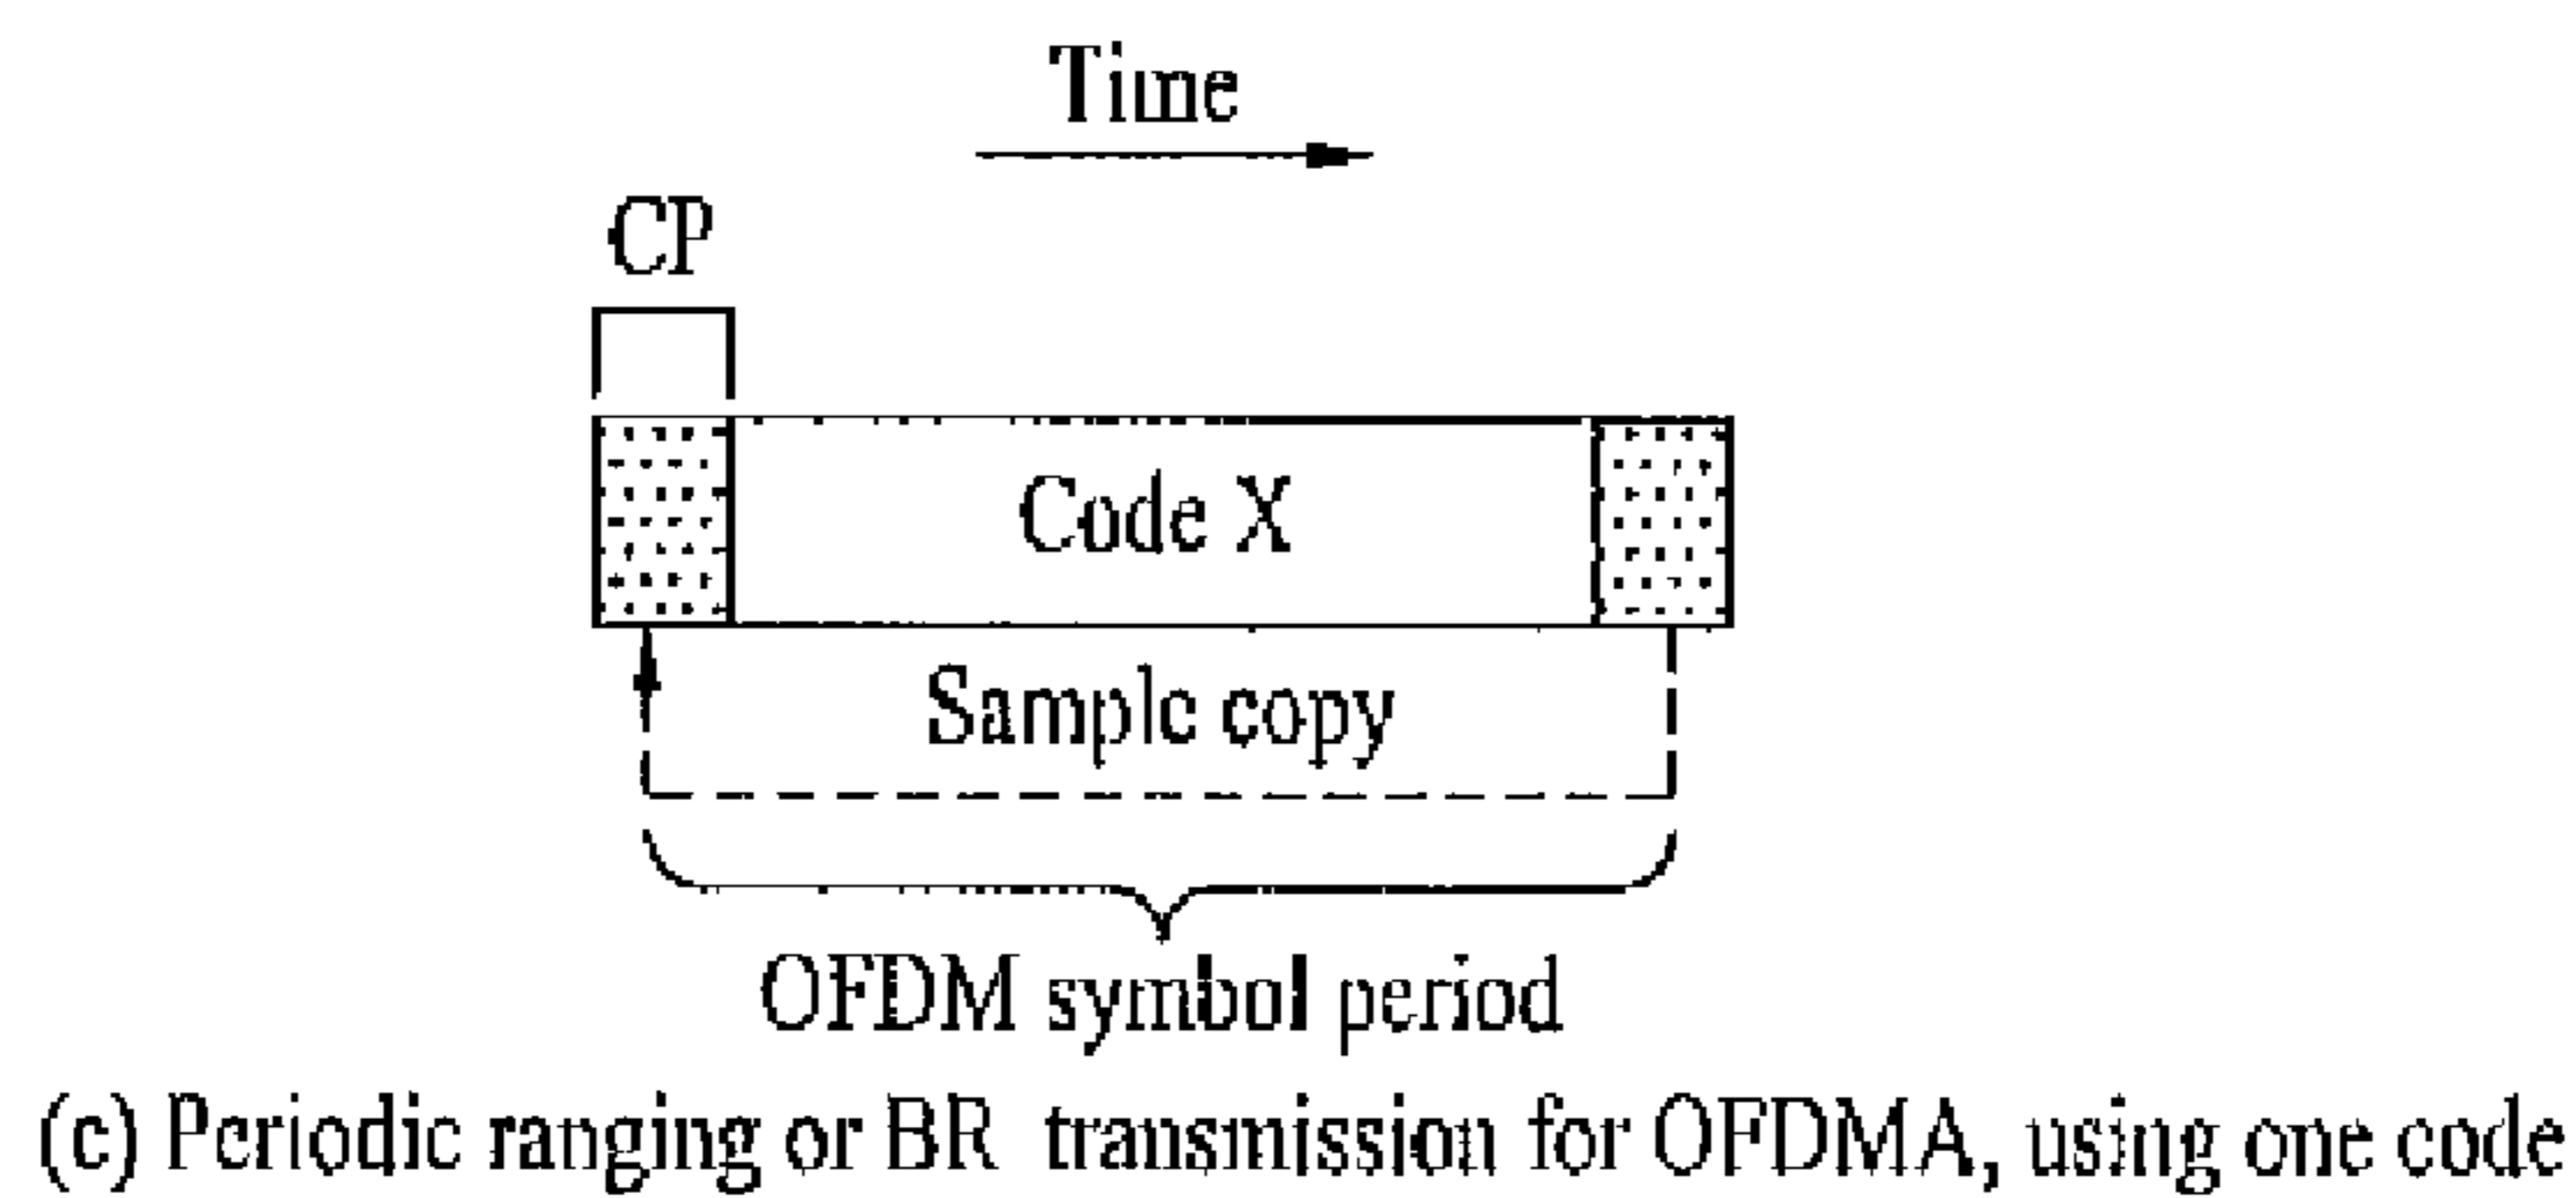 Time
CP
Code X
Sample copy
OFDM symbol period
(c) Periodic ranging or BR transmission for OFDMA, using one code